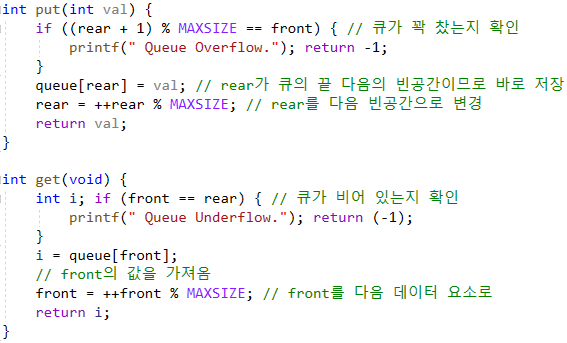 int put(int val) {
if ((rear + 1) % MAXSIZE == front) { // 큐가 꽉 찼는지 확인
printf(" Queue Overflow."); return -1;
}
queue[rear] = val; // rear가 큐의 끝 다음의 빈공간이므로 바로 저장
rear = ++rear % MAXSIZE; // rear를 다음 빈공간으로 변경
return val;
}
int get(void) {
int i; if (front == rear) { // 큐가 비어 있는지 확인
printf(" Queue Underflow."); return (-1);
}
i = queue[front];
// front의 값을 가져옴
front = ++front % MAXSIZE; // front를 다음 데이터 요소로
return i;
}